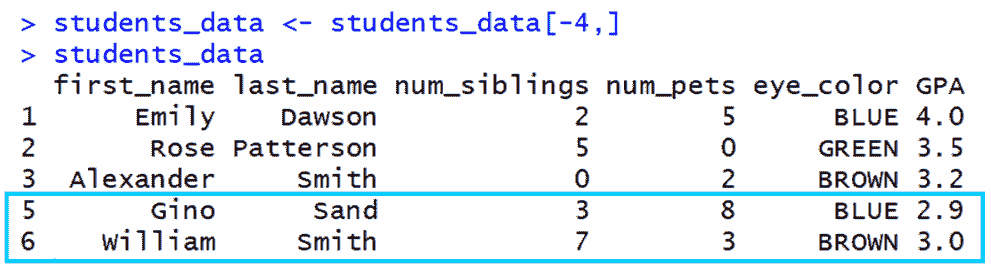 > students_data <- students_data[-4,]
> students_data
first_name last_name num_siblings num_pets eye_color GPA
1 Emily Dawson 2 5 BLUE 4.0
2 Rose Patterson 5 0 GREEN 3.5
3 Alexander Smith 0 2 BROWN 3.2
5 Gino Sand 3 8 BLUE 2.9
6 William Smith 7 3 BROWN 3.0